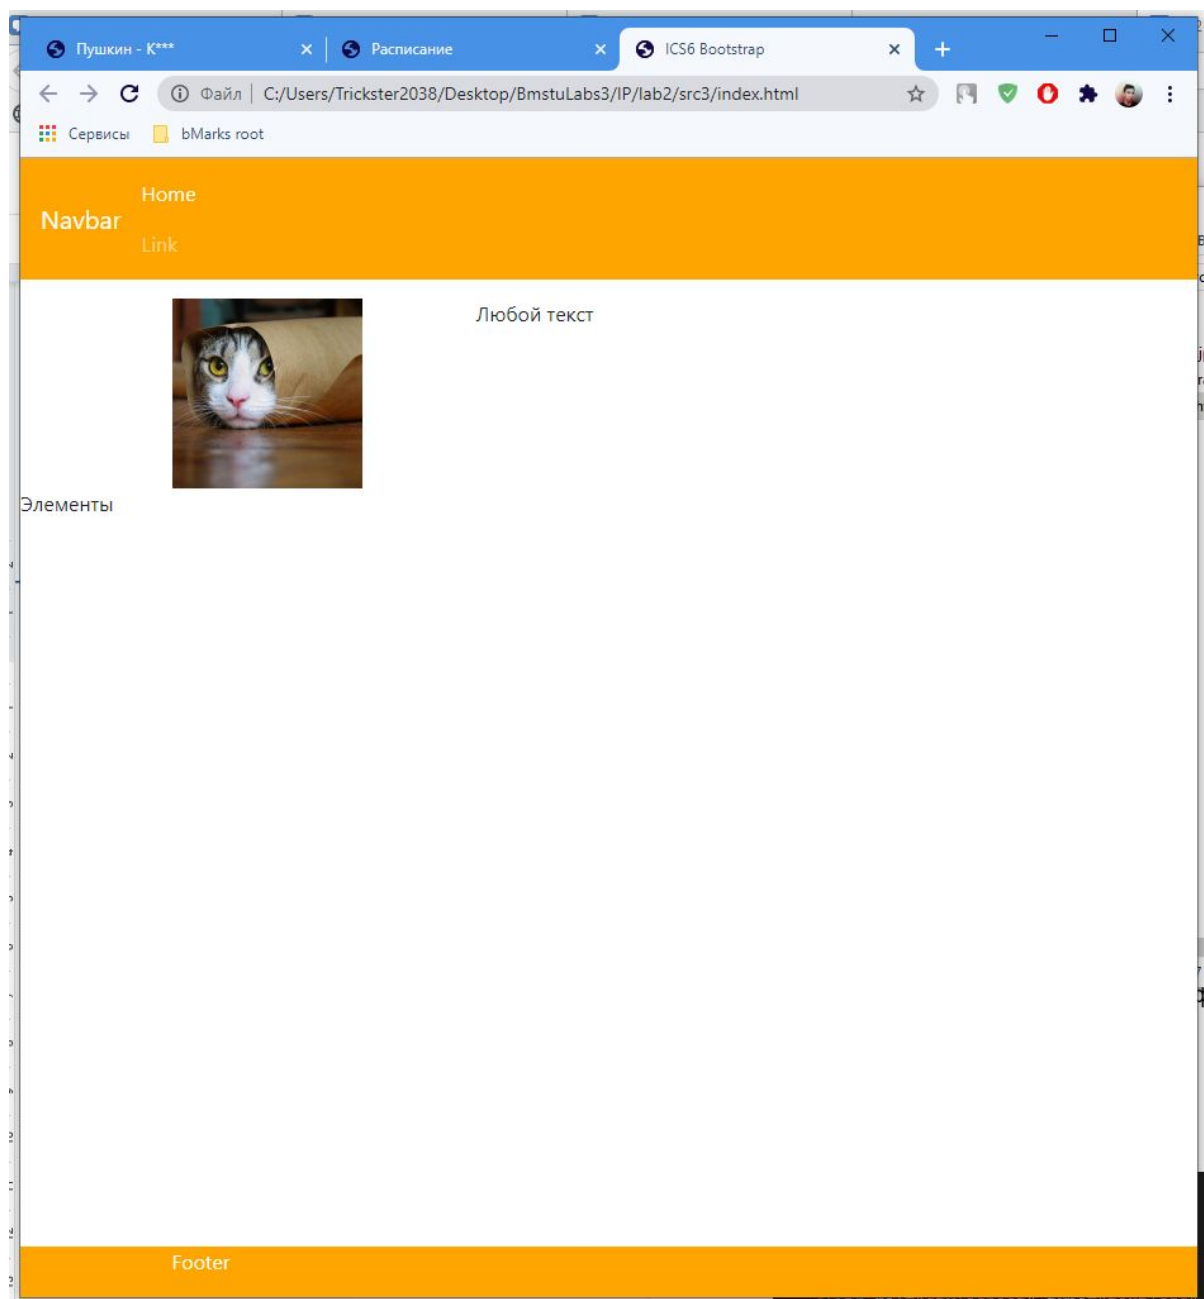 Пушкин - К***
Расписание
ICS6 Bootstrap
Файл | C:/Users/Trickster2038/Desktop/BmstuLabs3/IP/lab2/src3/index.html
Сервисы
bMarks root
Navbar
Home
Link
Любой текст
Элементы
Footer